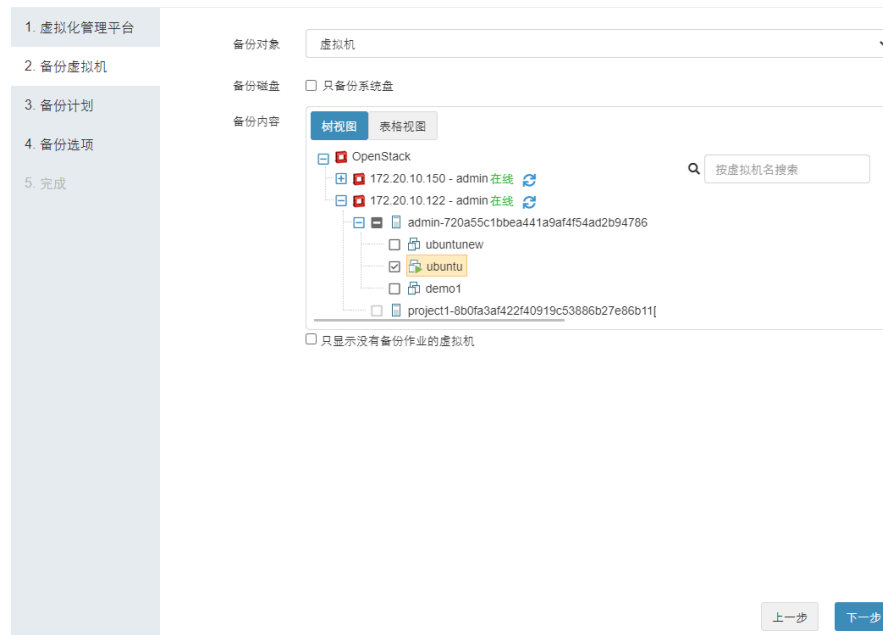 1. 虚拟化管理平台
2. 备份虚拟机
3. 备份计划
4. 备份选项
5. 完成
备份对象 虚拟机
备份磁盘 只备份系统盘
备份内容 树视图 表格视图
OpenStack
按虚拟机名搜索
172.20.10.150 - admin 在线
172.20.10.122 - admin 在线
admin-720a55c1bbea441a9af4f54ad2b94786
ubuntunew
ubuntu
demo1
project1-8b0fa3af422f40919c53886b27e86b11[
只显示没有备份作业的虚拟机
上一步 下一步